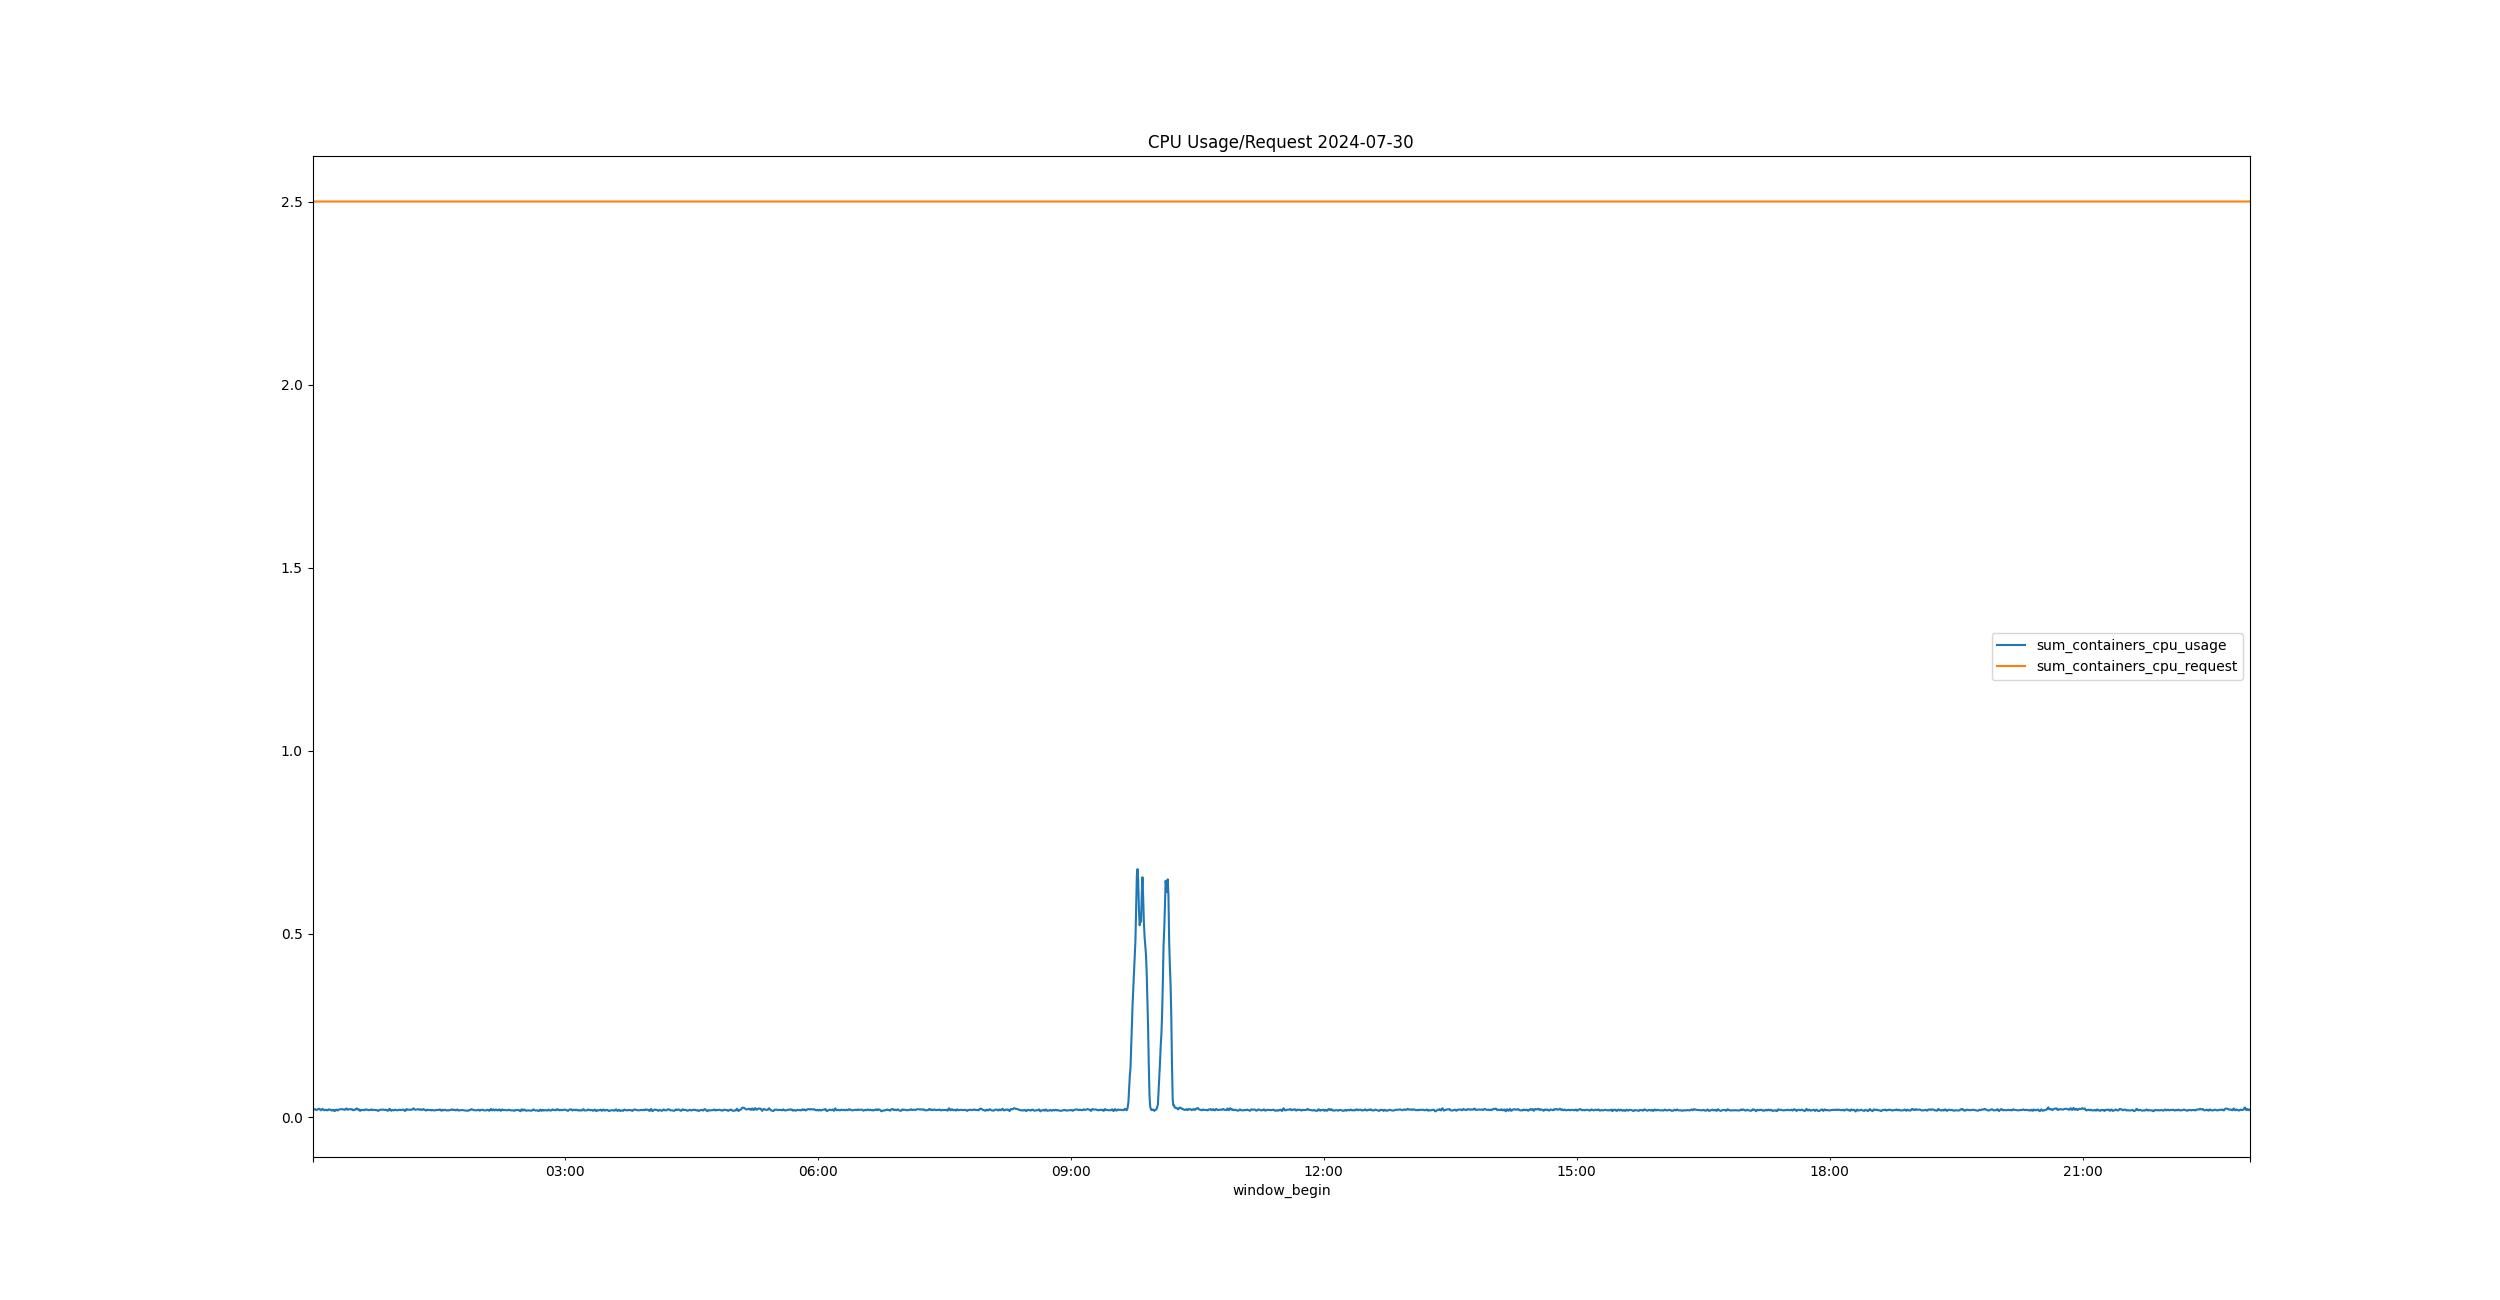 CPU Usage/Request 2024-07-30
2.5
2.0
1.5
1.0
0.5
0.0
sum_containers_cpu_usage
sum_containers_cpu_request
03:00 06:00 09:00 12:00 15:00 18:00 21:00
window_begin